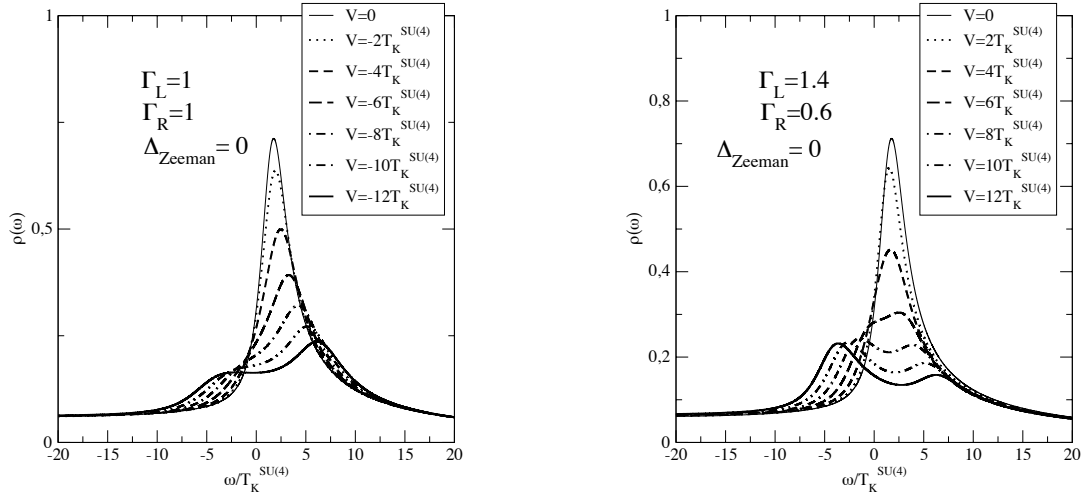 1
0,5
0
-20
-15
-10
-5
0
5
10
15
20
ω/T_K^SU(4)
ρ(ω)
Γ_L=1
Γ_R=1
Δ_Zeeman= 0
V=0
V=-2T_K^SU(4)
V=-4T_K^SU(4)
V=-6T_K^SU(4)
V=-8T_K^SU(4)
V=-10T_K^SU(4)
V=-12T_K^SU(4)
1
0,8
0,6
0,4
0,2
0
-20
-15
-10
-5
0
5
10
15
20
ω/T_K^SU(4)
ρ(ω)
Γ_L=1.4
Γ_R=0.6
Δ_Zeeman= 0
V=0
V=2T_K^SU(4)
V=4T_K^SU(4)
V=6T_K^SU(4)
V=8T_K^SU(4)
V=10T_K^SU(4)
V=12T_K^SU(4)